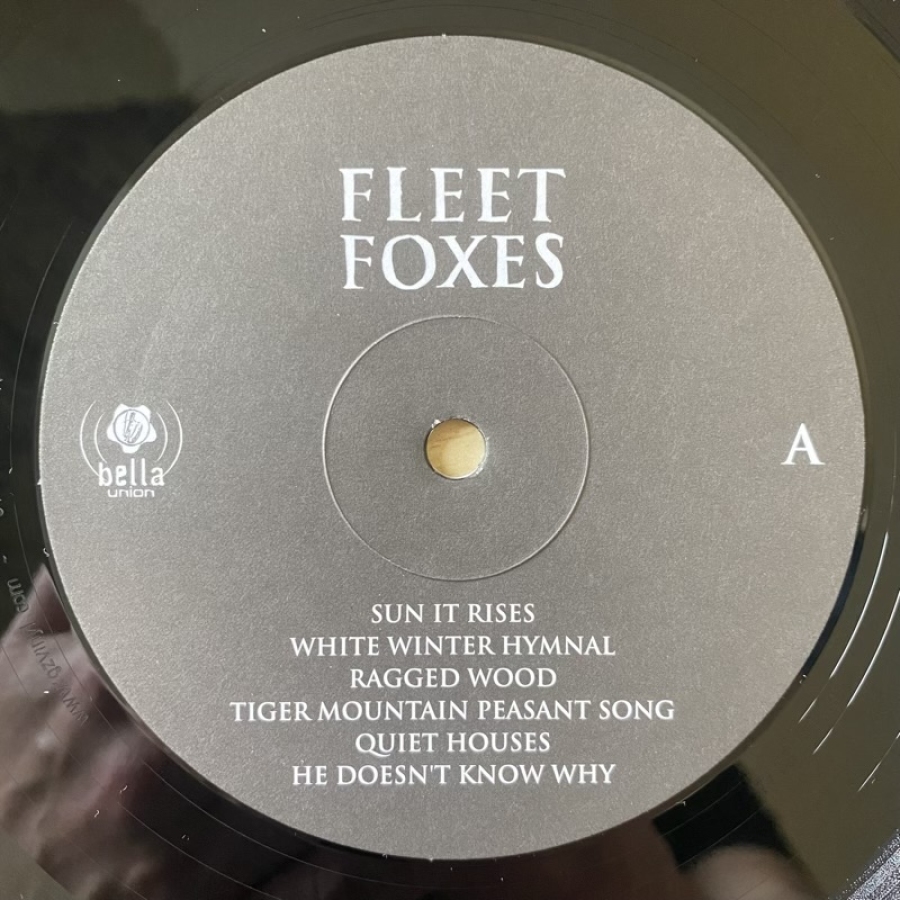 FLEET
FOXES
bella
union
A
SUN IT RISES
WHITE WINTER HYMNAL
RAGGED WOOD
TIGER MOUNTAIN PEASANT SONG
QUIET HOUSES
HE DOESN'T KNOW WHY